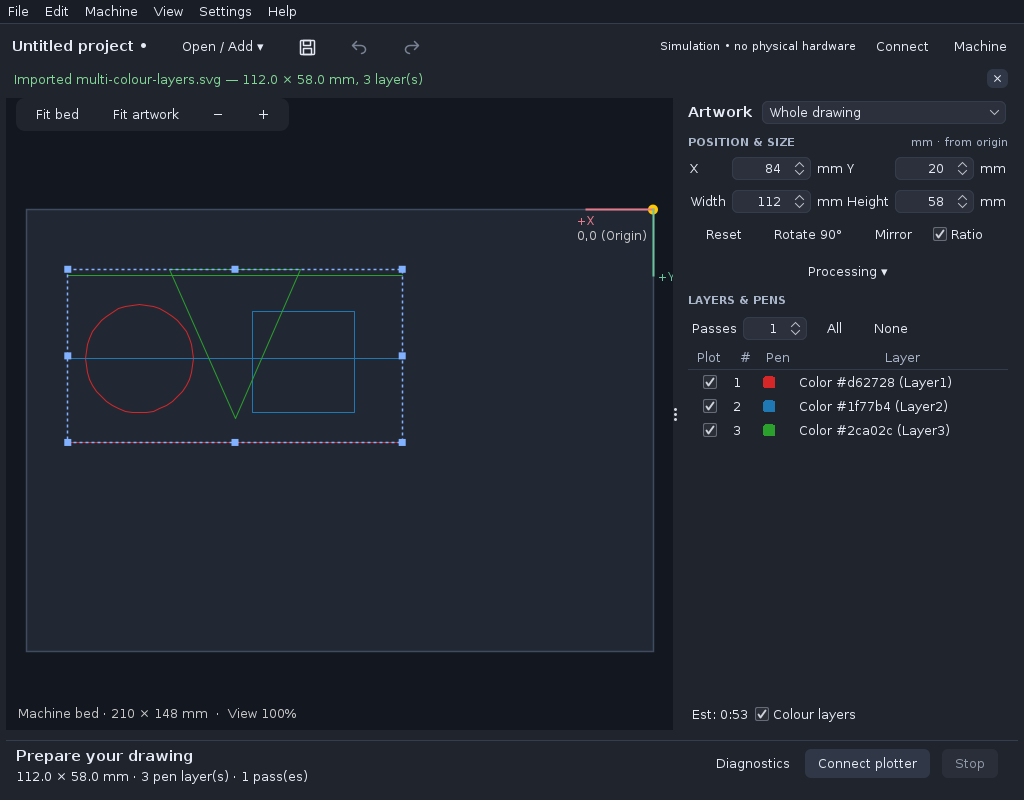 File Edit Machine View Settings Help
Untitled project • Open / Add ▾ Simulation • no physical hardware Connect Machine
Imported multi-colour-layers.svg — 112.0 × 58.0 mm, 3 layer(s) ✕
Fit bed Fit artwork − +
+X
0,0 (Origin)
+Y
Machine bed · 210 × 148 mm · View 100%
Artwork Whole drawing
POSITION & SIZE mm · from origin
X 84 mm Y 20 mm
Width 112 mm Height 58 mm
Reset Rotate 90° Mirror Ratio
Processing ▾
LAYERS & PENS
Passes 1 All None
Plot # Pen Layer
1 Color #d62728 (Layer1)
2 Color #1f77b4 (Layer2)
3 Color #2ca02c (Layer3)
Est: 0:53 Colour layers
Prepare your drawing
112.0 × 58.0 mm · 3 pen layer(s) · 1 pass(es)
Diagnostics Connect plotter Stop